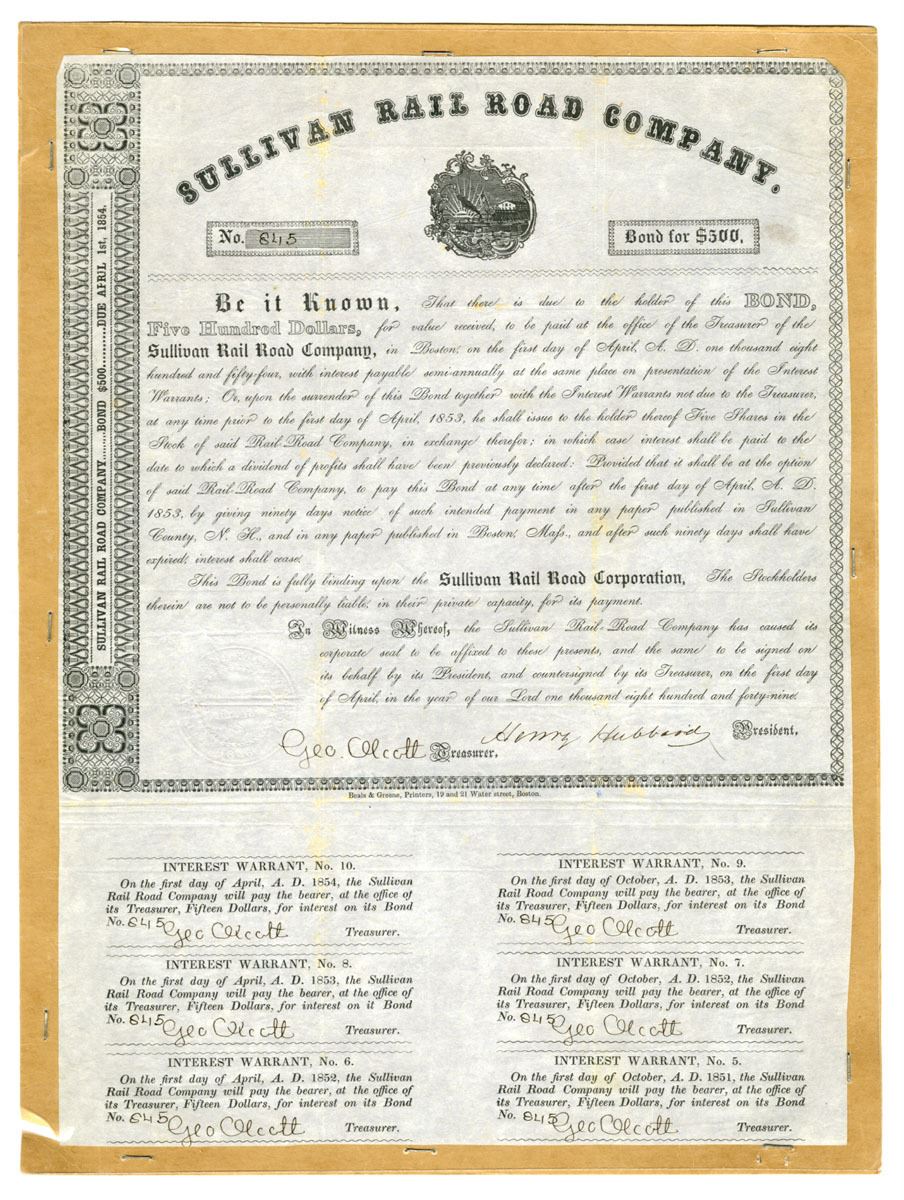 SULLIVAN RAIL ROAD COMPANY.
No. 845
Bond for $500.
SULLIVAN RAIL ROAD COMPANY......BOND $500..........DUE APRIL 1st, 1854.
Be it Known, That there is due to the holder of this BOND,
Five Hundred Dollars, for value received, to be paid at the office of the Treasurer of the
Sullivan Rail Road Company, in Boston, on the first day of April, A. D. one thousand eight
hundred and fifty-four, with interest payable semi-annually at the same place on presentation of the Interest
Warrants; Or, upon the surrender of this Bond together with the Interest Warrants not due to the Treasurer,
at any time prior to the first day of April, 1853, he shall issue to the holder thereof Five Shares in the
Stock of said Rail-Road Company, in exchange therefor; in which case interest shall be paid to the
date to which a dividend of profits shall have been previously declared: Provided that it shall be at the option
of said Rail-Road Company, to pay this Bond at any time after the first day of April, A. D.
1853, by giving ninety days notice of such intended payment in any paper published in Sullivan
County, N. H., and in any paper published in Boston, Mass., and after such ninety days shall have
expired, interest shall cease.
This Bond is fully binding upon the Sullivan Rail Road Corporation, The Stockholders
therein are not to be personally liable, in their private capacity, for its payment.
In Witness Whereof, the Sullivan Rail-Road Company has caused its
corporate seal to be affixed to these presents, and the same to be signed on
its behalf by its President, and countersigned by its Treasurer, on the first day
of April, in the year of our Lord one thousand eight hundred and forty-nine.
Henry Hubbard President.
Geo. Olcott Treasurer.
Beals & Greene, Printers, 19 and 21 Water street, Boston.
INTEREST WARRANT, No. 10.
On the first day of April, A. D. 1854, the Sullivan
Rail Road Company will pay the bearer, at the office of
its Treasurer, Fifteen Dollars, for interest on its Bond
No. 845 Geo Olcott Treasurer.
INTEREST WARRANT, No. 9.
On the first day of October, A. D. 1853, the Sullivan
Rail Road Company will pay the bearer, at the office of
its Treasurer, Fifteen Dollars, for interest on its Bond
No. 845 Geo Olcott Treasurer.
INTEREST WARRANT, No. 8.
On the first day of April, A. D. 1853, the Sullivan
Rail Road Company will pay the bearer, at the office of
its Treasurer, Fifteen Dollars, for interest on it Bond
No. 845 Geo Olcott Treasurer.
INTEREST WARRANT, No. 7.
On the first day of October, A. D. 1852, the Sullivan
Rail Road Company will pay the bearer, at the office of
its Treasurer, Fifteen Dollars, for interest on its Bond
No. 845 Geo Olcott Treasurer.
INTEREST WARRANT, No. 6.
On the first day of April, A. D. 1852, the Sullivan
Rail Road Company will pay the bearer, at the office of
its Treasurer, Fifteen Dollars, for interest on its Bond
No. 845 Geo Olcott Treasurer.
INTEREST WARRANT, No. 5.
On the first day of October, A. D. 1851, the Sullivan
Rail Road Company will pay the bearer, at the office of
its Treasurer, Fifteen Dollars, for interest on its Bond
No. 845 Geo Olcott Treasurer.